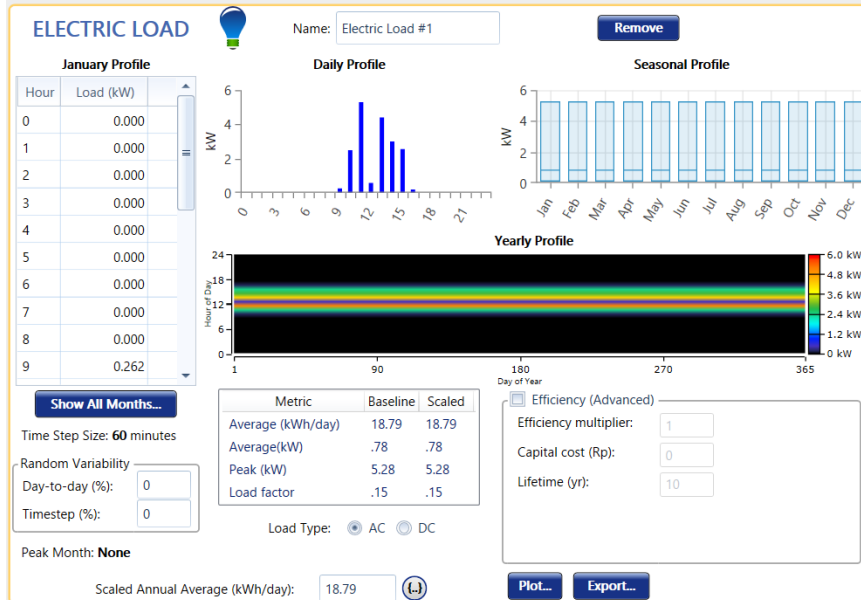 ELECTRIC LOAD
Name: Electric Load #1
Remove
January Profile
Hour Load (kW)
0 0.000
1 0.000
2 0.000
3 0.000
4 0.000
5 0.000
6 0.000
7 0.000
8 0.000
9 0.262
Show All Months...
Time Step Size: 60 minutes
Random Variability
Day-to-day (%): 0
Timestep (%): 0
Peak Month: None
Daily Profile
kW
6
4
2
0
0 3 6 9 12 15 18 21
Seasonal Profile
kW
6
4
2
0
Jan Feb Mar Apr May Jun Jul Aug Sep Oct Nov Dec
Yearly Profile
Hour of Day
24
18
12
6
0
1 90 180 270 365
Day of Year
6.0 kW
4.8 kW
3.6 kW
2.4 kW
1.2 kW
0 kW
Metric Baseline Scaled
Average (kWh/day) 18.79 18.79
Average(kW) .78 .78
Peak (kW) 5.28 5.28
Load factor .15 .15
Load Type: AC DC
Efficiency (Advanced)
Efficiency multiplier: 1
Capital cost (Rp): 0
Lifetime (yr): 10
Scaled Annual Average (kWh/day): 18.79 {..}
Plot... Export...